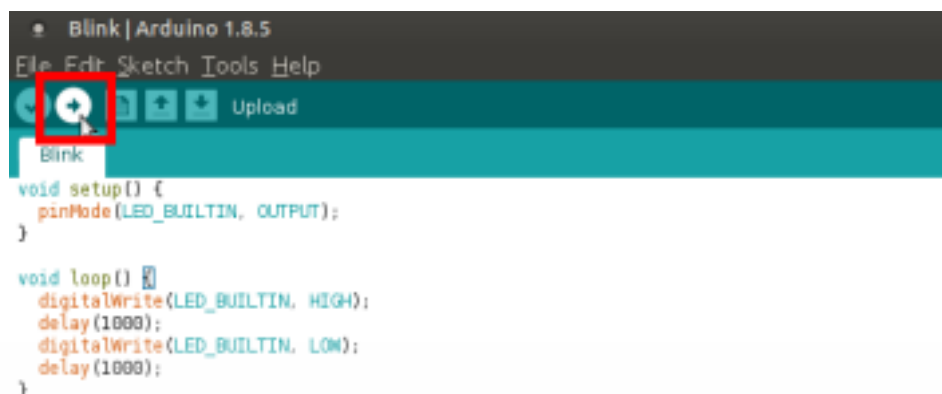 Blink | Arduino 1.8.5
File Edit Sketch Tools Help
Upload
Blink
void setup() {
  pinMode(LED_BUILTIN, OUTPUT);
}
void loop() {
  digitalWrite(LED_BUILTIN, HIGH);
  delay(1000);
  digitalWrite(LED_BUILTIN, LOW);
  delay(1000);
}